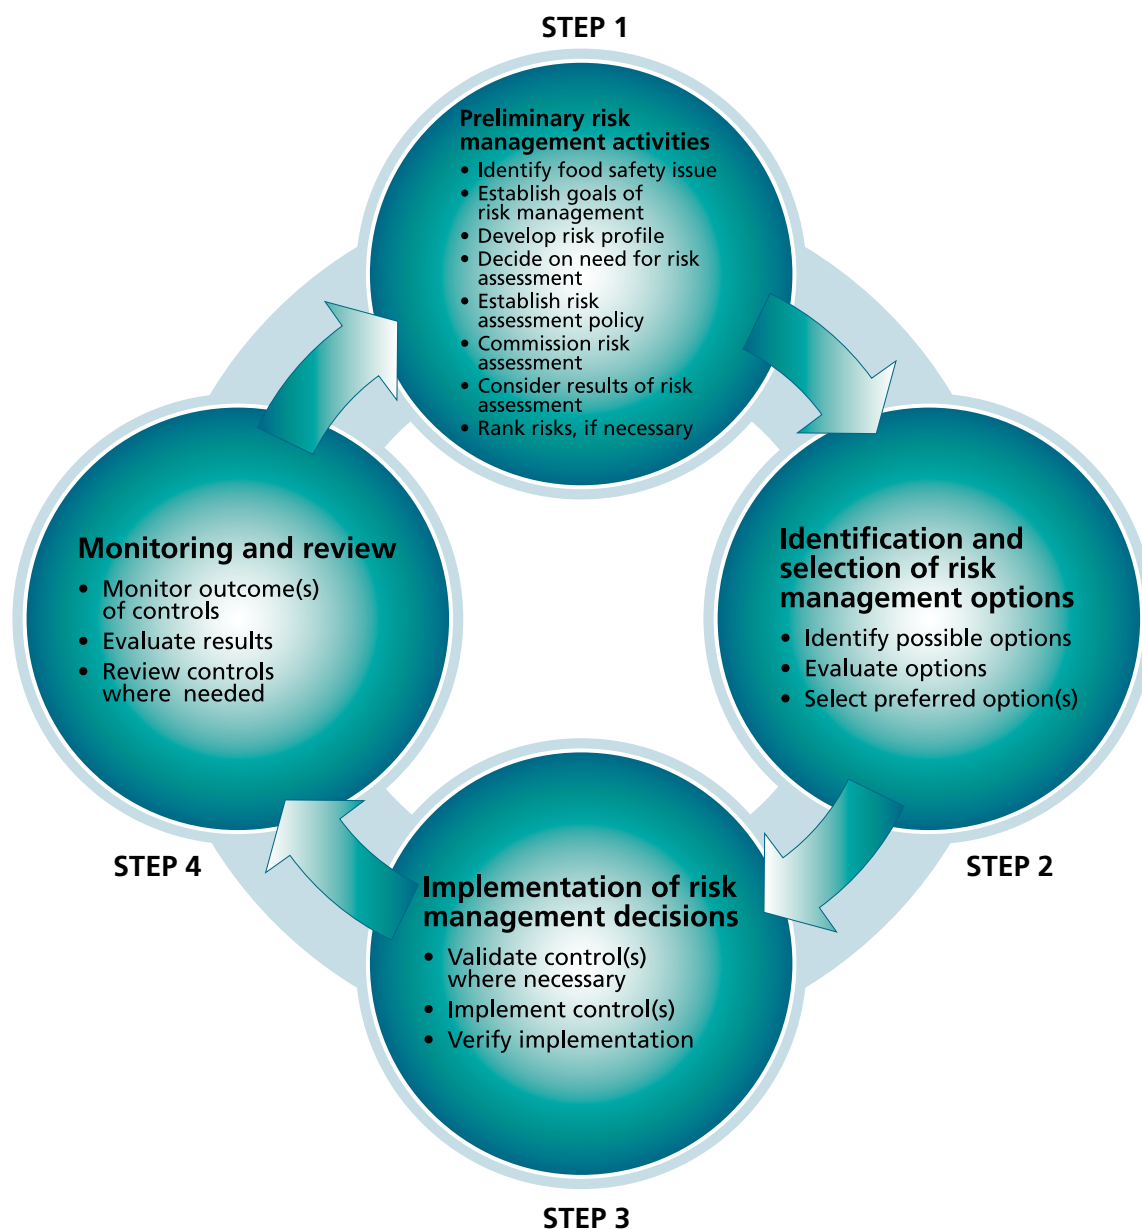 STEP 1
Preliminary risk
management activities
• Identify food safety issue
• Establish goals of
risk management
• Develop risk profile
• Decide on need for risk
assessment
• Establish risk
assessment policy
• Commission risk
assessment
• Consider results of risk
assessment
• Rank risks, if necessary
Identification and
selection of risk
management options
• Identify possible options
• Evaluate options
• Select preferred option(s)
STEP 2
Implementation of risk
management decisions
• Validate control(s)
where necessary
• Implement control(s)
• Verify implementation
STEP 3
Monitoring and review
• Monitor outcome(s)
of controls
• Evaluate results
• Review controls
where needed
STEP 4